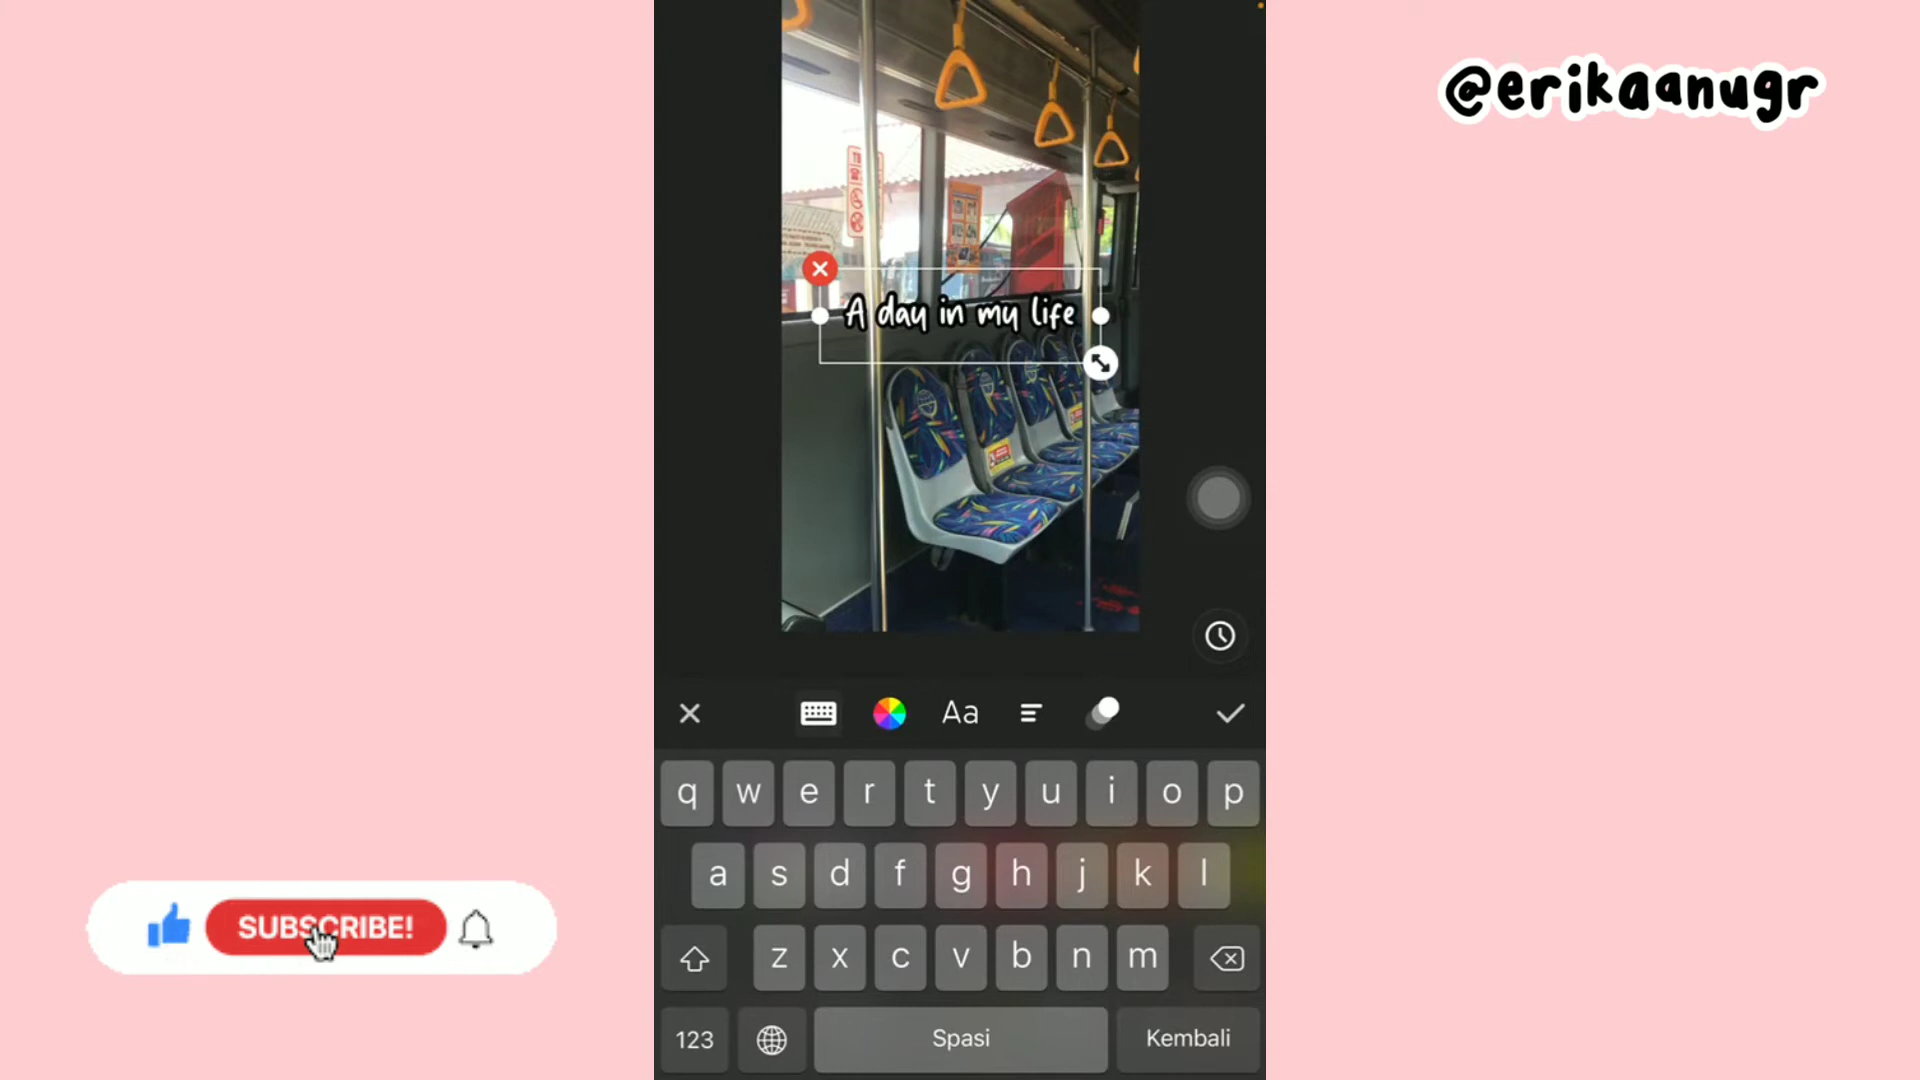 @erikaanugr
A day in my life
Aa
q w e r t y u i o p
a s d f g h j k l
z x c v b n m
SUBSCRIBE!
123
Spasi
Kembali